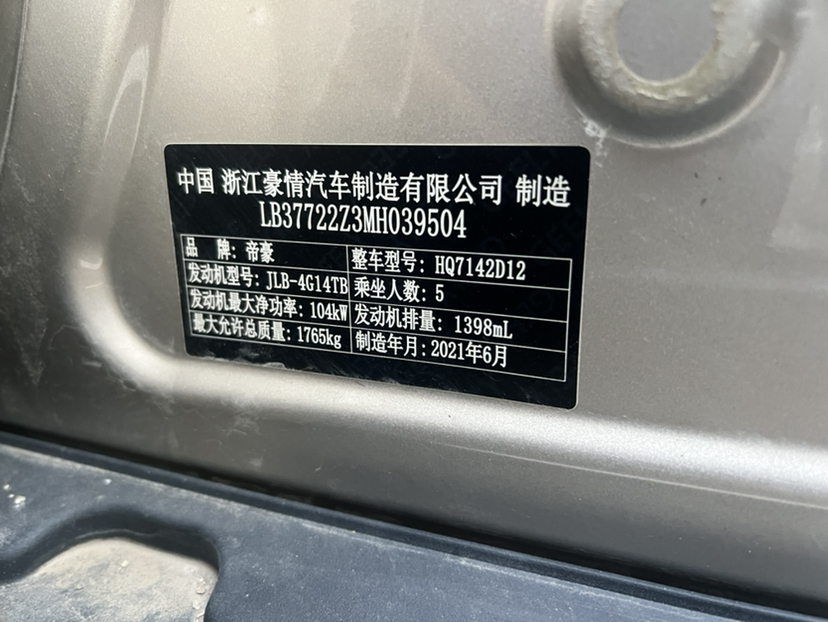 中国 浙江豪情汽车制造有限公司 制造
LB37722Z3MH039504
品 牌: 帝豪 整车型号: HQ7142D12
发动机型号: JLB-4G14TB 乘坐人数: 5
发动机最大净功率: 104kW 发动机排量: 1398mL
最大允许总质量: 1765kg 制造年月: 2021年6月